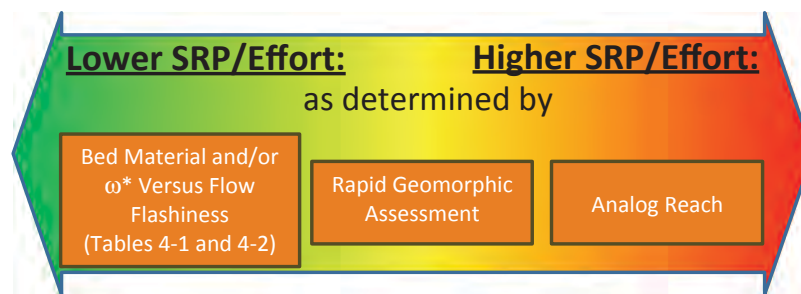 Lower SRP/Effort:
Higher SRP/Effort:
as determined by
Bed Material and/or
ω* Versus Flow
Flashiness
(Tables 4-1 and 4-2)
Rapid Geomorphic
Assessment
Analog Reach